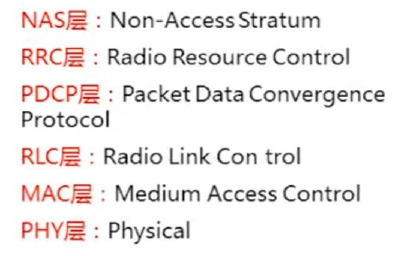 NAS层：Non-Access Stratum
RRC层：Radio Resource Control
PDCP层：Packet Data Convergence
Protocol
RLC层：Radio Link Con trol
MAC层：Medium Access Control
PHY层：Physical